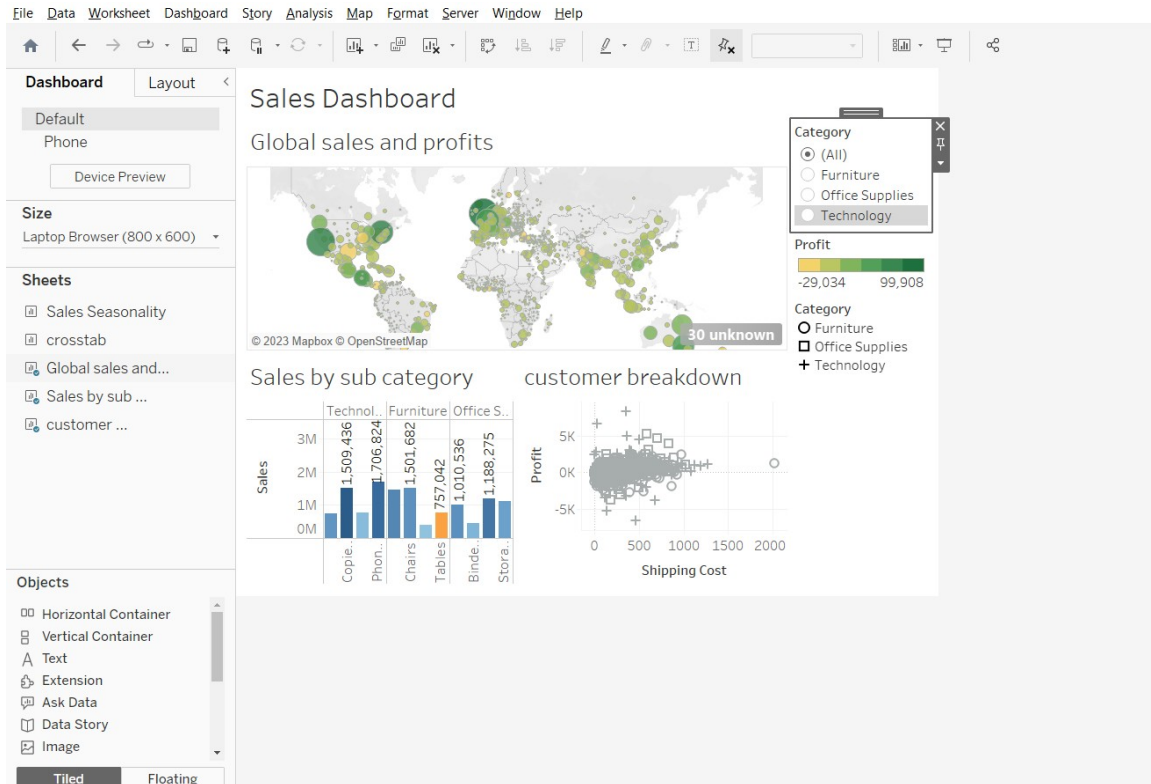 File Data Worksheet Dashboard Story Analysis Map Format Server Window Help
Dashboard Layout
Default
Phone
Device Preview
Size
Laptop Browser (800 x 600)
Sheets
Sales Seasonality
crosstab
Global sales and...
Sales by sub ...
customer ...
Objects
Horizontal Container
Vertical Container
Text
Extension
Ask Data
Data Story
Image
Tiled Floating
Sales Dashboard
Global sales and profits
© 2023 Mapbox © OpenStreetMap
30 unknown
Category
(All)
Furniture
Office Supplies
Technology
Profit
-29,034 99,908
Category
Furniture
Office Supplies
Technology
Sales by sub category
Technol.. Furniture Office S..
Sales
3M
2M
1M
0M
1,509,436
1,706,824
1,501,682
757,042
1,010,536
1,188,275
Copie..
Phon..
Chairs
Tables
Binde..
Stora..
customer breakdown
Profit
5K
0K
-5K
0 500 1000 1500 2000
Shipping Cost